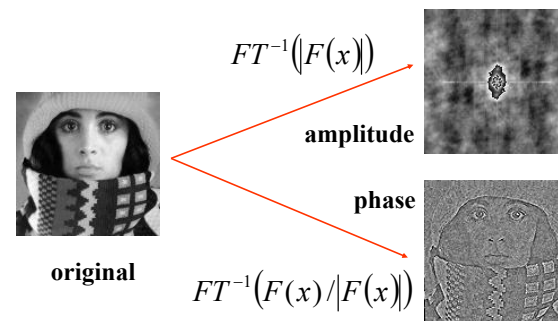 FT⁻¹(|F(x)|)
amplitude
phase
original
FT⁻¹(F(x)/|F(x)|)